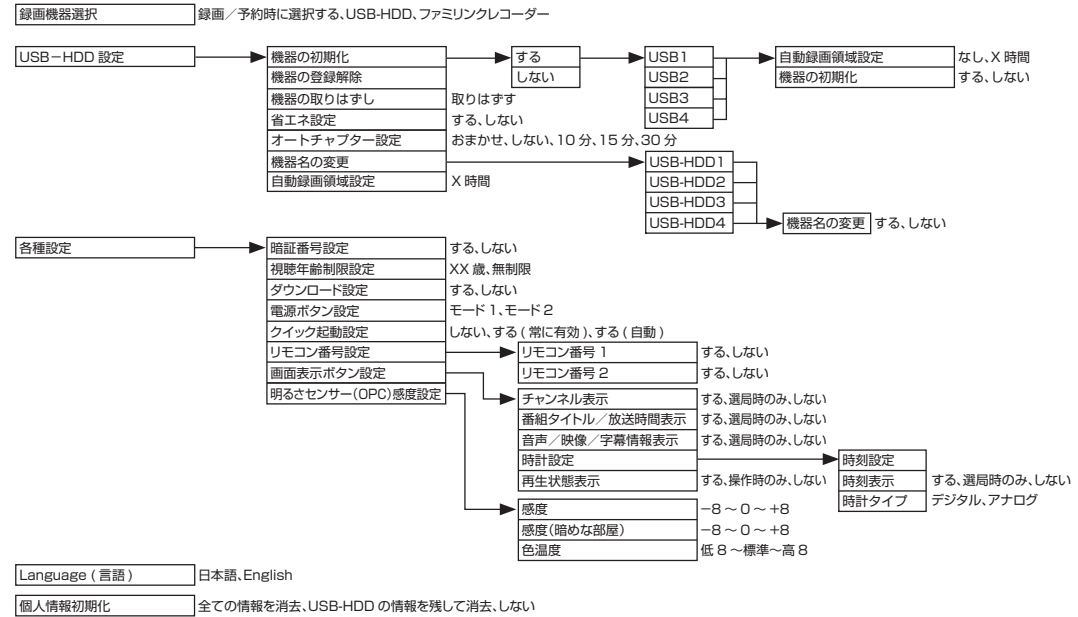 録画機器選択 録画／予約時に選択する、USB-HDD、ファミリンクレコーダー
USB－HDD 設定 機器の初期化 する USB1 自動録画領域設定 なし、X 時間
機器の登録解除 しない USB2 機器の初期化 する、しない
機器の取りはずし 取りはずす USB3
省エネ設定 する、しない USB4
オートチャプター設定 おまかせ、しない、10 分、15 分、30 分
機器名の変更 USB-HDD1
自動録画領域設定 X 時間 USB-HDD2
USB-HDD3
USB-HDD4 機器名の変更 する、しない
各種設定 暗証番号設定 する、しない
視聴年齢制限設定 XX 歳、無制限
ダウンロード設定 する、しない
電源ボタン設定 モード 1、モード 2
クイック起動設定 しない、する ( 常に有効 )、する ( 自動 )
リモコン番号設定 リモコン番号 1 する、しない
画面表示ボタン設定 リモコン番号 2 する、しない
明るさセンサー（OPC）感度設定 チャンネル表示 する、選局時のみ、しない
番組タイトル／放送時間表示 する、選局時のみ、しない
音声／映像／字幕情報表示 する、選局時のみ、しない
時計設定 時刻設定
再生状態表示 する、操作時のみ、しない 時刻表示 する、選局時のみ、しない
時計タイプ デジタル、アナログ
感度 －8 ～ 0 ～ +8
感度（暗めな部屋） －8 ～ 0 ～ +8
色温度 低 8 ～標準～高 8
Language ( 言語 ) 日本語、English
個人情報初期化 全ての情報を消去、USB-HDD の情報を残して消去、しない